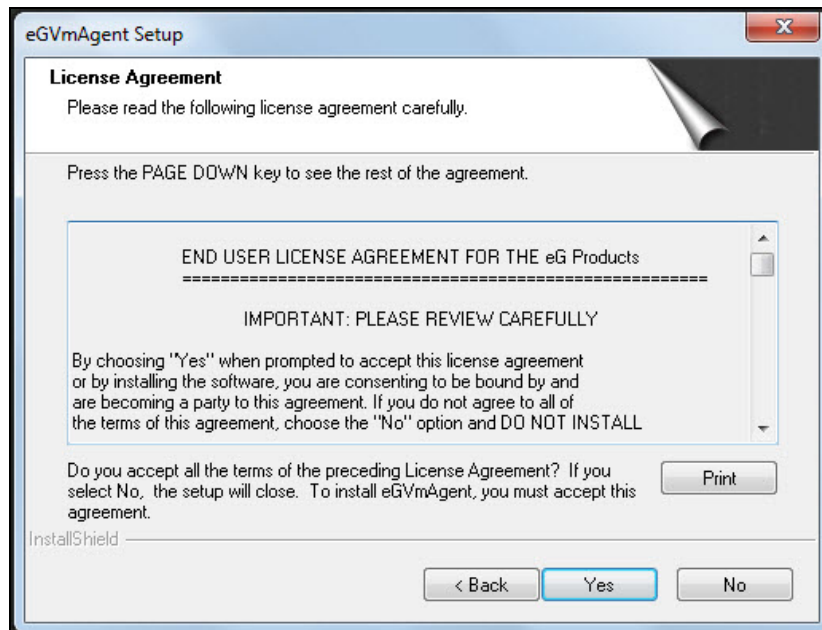 eGVmAgent Setup
License Agreement
Please read the following license agreement carefully.
Press the PAGE DOWN key to see the rest of the agreement.
END USER LICENSE AGREEMENT FOR THE eG Products
=======================================================
IMPORTANT: PLEASE REVIEW CAREFULLY
By choosing "Yes" when prompted to accept this license agreement
or by installing the software, you are consenting to be bound by and
are becoming a party to this agreement. If you do not agree to all of
the terms of this agreement, choose the "No" option and DO NOT INSTALL
Do you accept all the terms of the preceding License Agreement? If you
select No, the setup will close. To install eGVmAgent, you must accept this
agreement.
Print
InstallShield
< Back
Yes
No